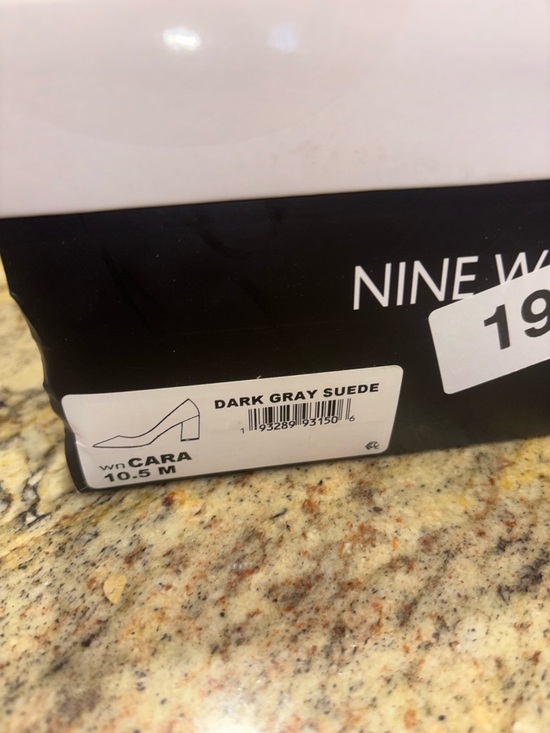 NINE W
19
DARK GRAY SUEDE
1 93289 93150 6
wn CARA
10.5 M